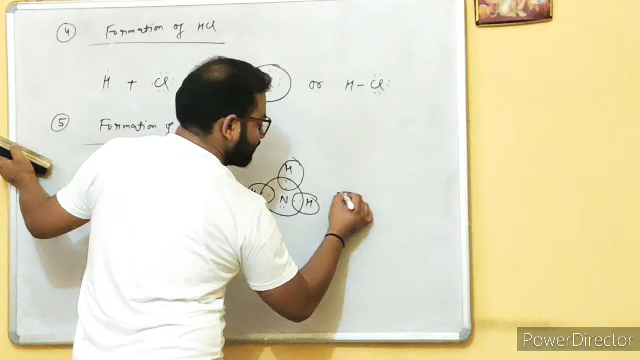 ④ Formation of HCl
H + Cl or H – Cl
⑤ Formation of
H
N H
PowerDirector